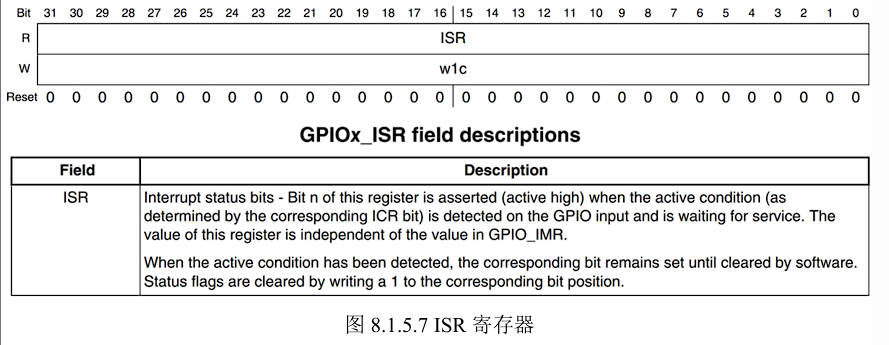 Bit 31 30 29 28 27 26 25 24 23 22 21 20 19 18 17 16 15 14 13 12 11 10 9 8 7 6 5 4 3 2 1 0
R ISR
W w1c
Reset 0 0 0 0 0 0 0 0 0 0 0 0 0 0 0 0 0 0 0 0 0 0 0 0 0 0 0 0 0 0 0 0
GPIOx_ISR field descriptions
Field Description
ISR Interrupt status bits - Bit n of this register is asserted (active high) when the active condition (as
determined by the corresponding ICR bit) is detected on the GPIO input and is waiting for service. The
value of this register is independent of the value in GPIO_IMR.
When the active condition has been detected, the corresponding bit remains set until cleared by software.
Status flags are cleared by writing a 1 to the corresponding bit position.
图 8.1.5.7 ISR 寄存器